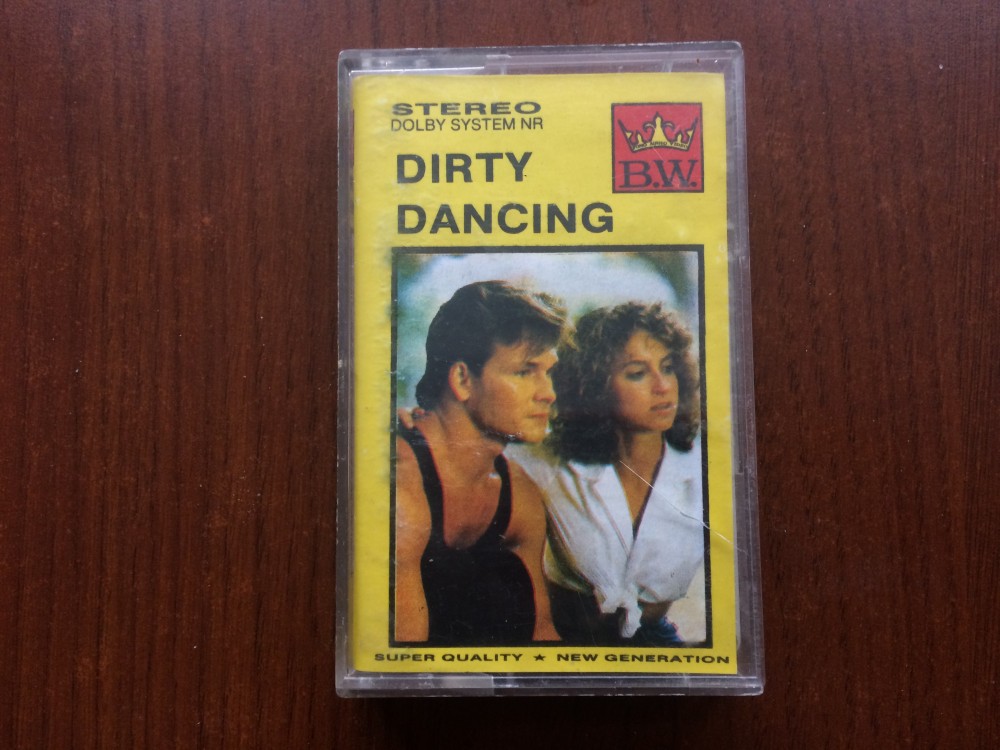 STEREO
DOLBY SYSTEM NR
DIRTY
DANCING
B.W.
SUPER QUALITY ★ NEW GENERATION